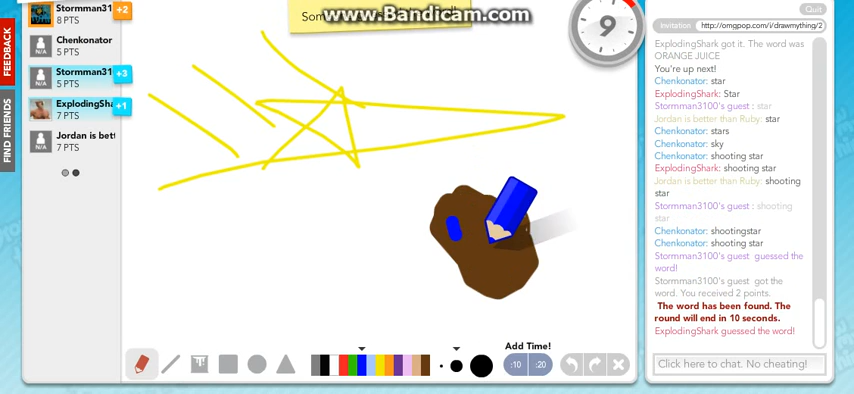 Stormman31
8 PTS
+2
Chenkonator
5 PTS
N/A
Stormman31
5 PTS
N/A
+3
ExplodingSha
7 PTS
+1
Jordan is bett
7 PTS
N/A
FEEDBACK
FIND FRIENDS
Som
www.Bandicam.com
9
Add Time!
:10
:20
Quit
Invitation
http://omgpop.com/i/drawmything/2
ExplodingShark got it. The word was
ORANGE JUICE
You're up next!
Chenkonator: star
ExplodingShark: Star
Stormman3100's guest : star
Jordan is better than Ruby: star
Chenkonator: stars
Chenkonator: sky
Chenkonator: shooting star
ExplodingShark: shooting star
Jordan is better than Ruby: shooting
star
Stormman3100's guest : shooting
star
Chenkonator: shootingstar
Chenkonator: shooting star
Stormman3100's guest guessed the
word!
Stormman3100's guest got the
word. You received 2 points.
The word has been found. The
round will end in 10 seconds.
ExplodingShark guessed the word!
Click here to chat. No cheating!